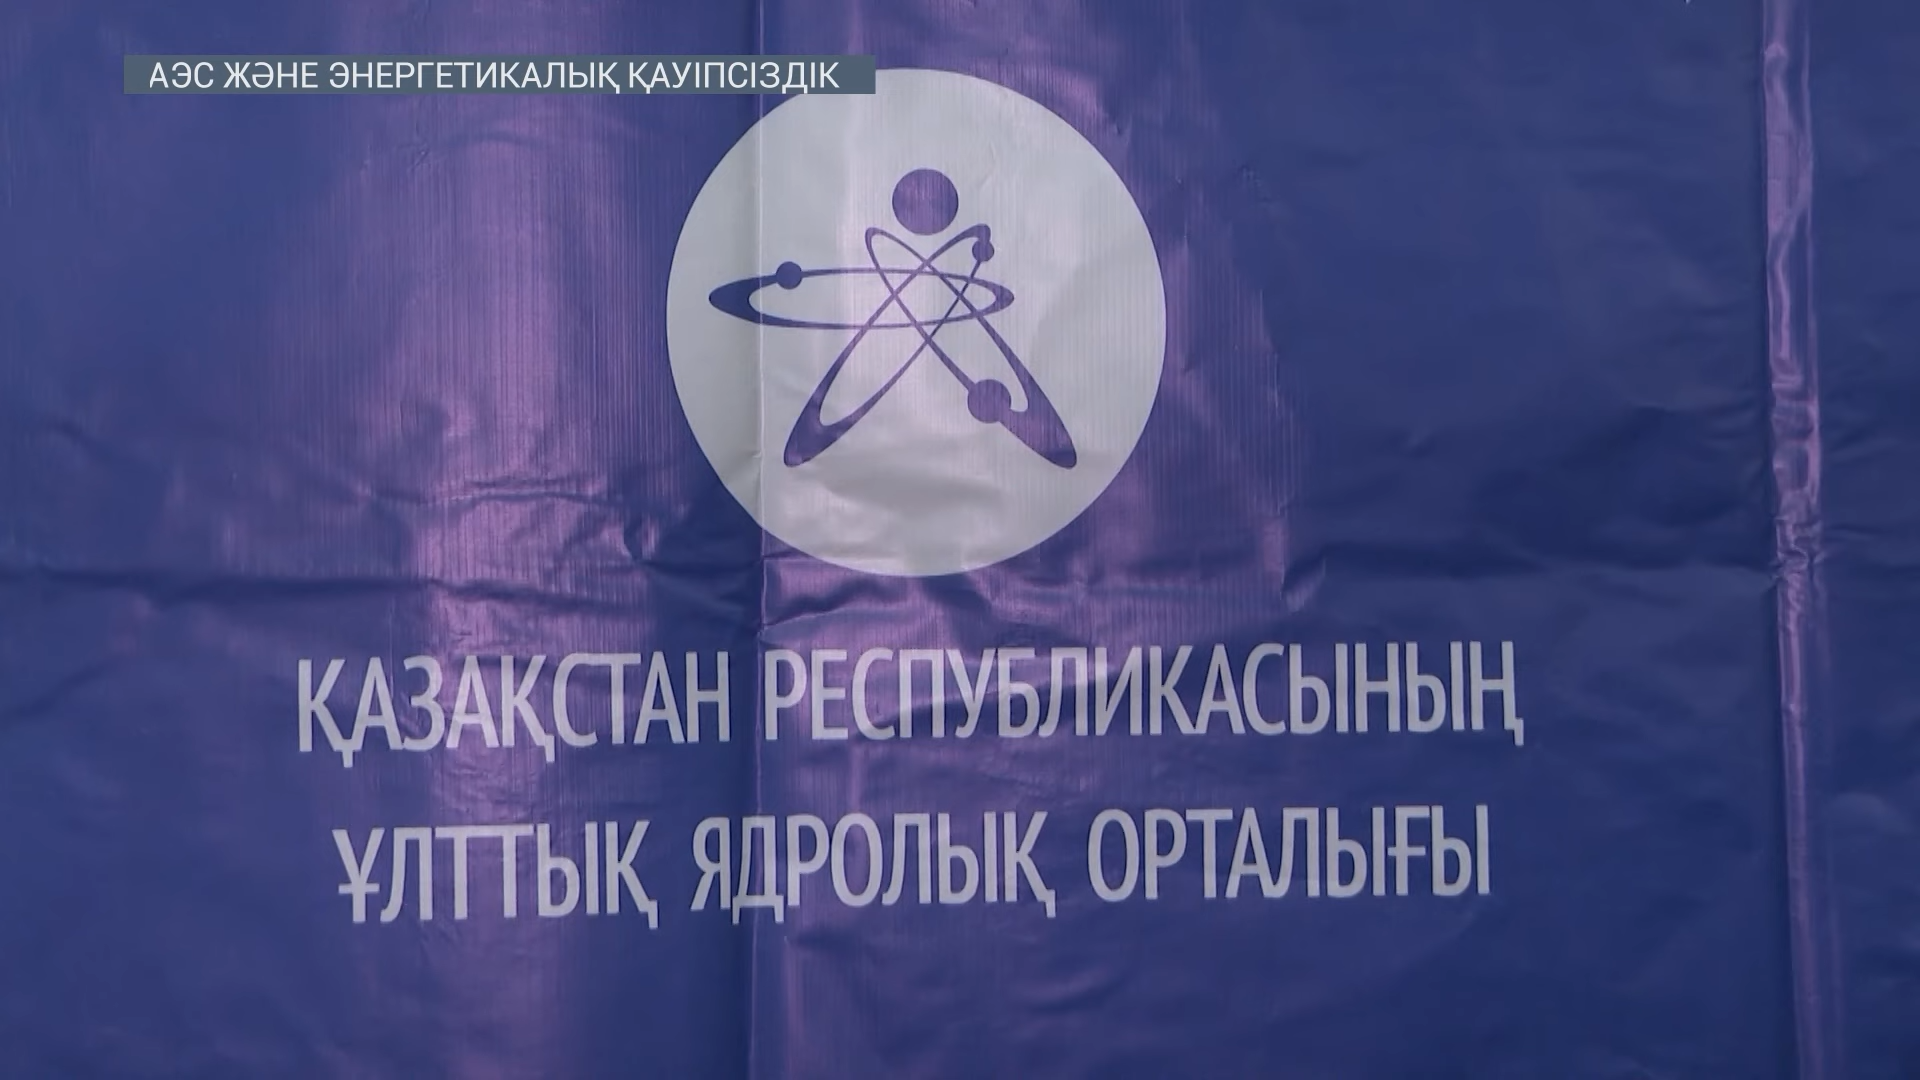 АЭС ЖӘНЕ ЭНЕРГЕТИКАЛЫҚ ҚАУІПСІЗДІК
ҚАЗАҚСТАН РЕСПУБЛИКАСЫНЫҢ
ҰЛТТЫҚ ЯДРОЛЫҚ ОРТАЛЫҒЫ